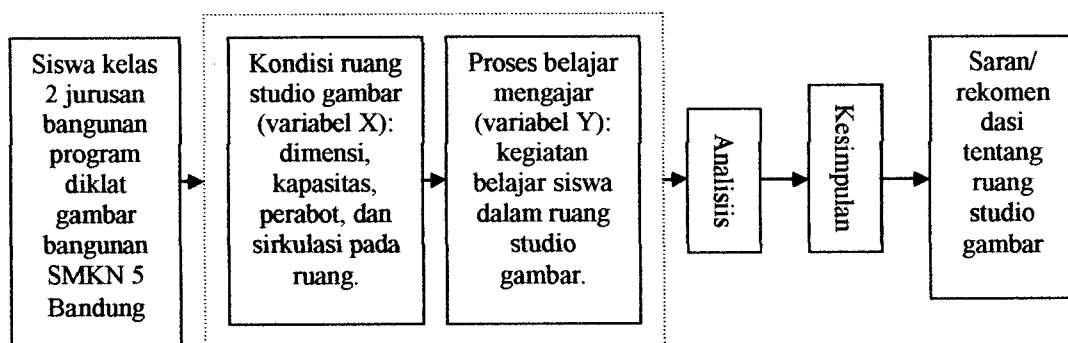 Siswa kelas
2 jurusan
bangunan
program
diklat
gambar
bangunan
SMKN 5
Bandung
Kondisi ruang
studio gambar
(variabel X):
dimensi,
kapasitas,
perabot, dan
sirkulasi pada
ruang.
Proses belajar
mengajar
(variabel Y):
kegiatan
belajar siswa
dalam ruang
studio
gambar.
Analisiis
Kesimpulan
Saran/
rekomen
dasi
tentang
ruang
studio
gambar